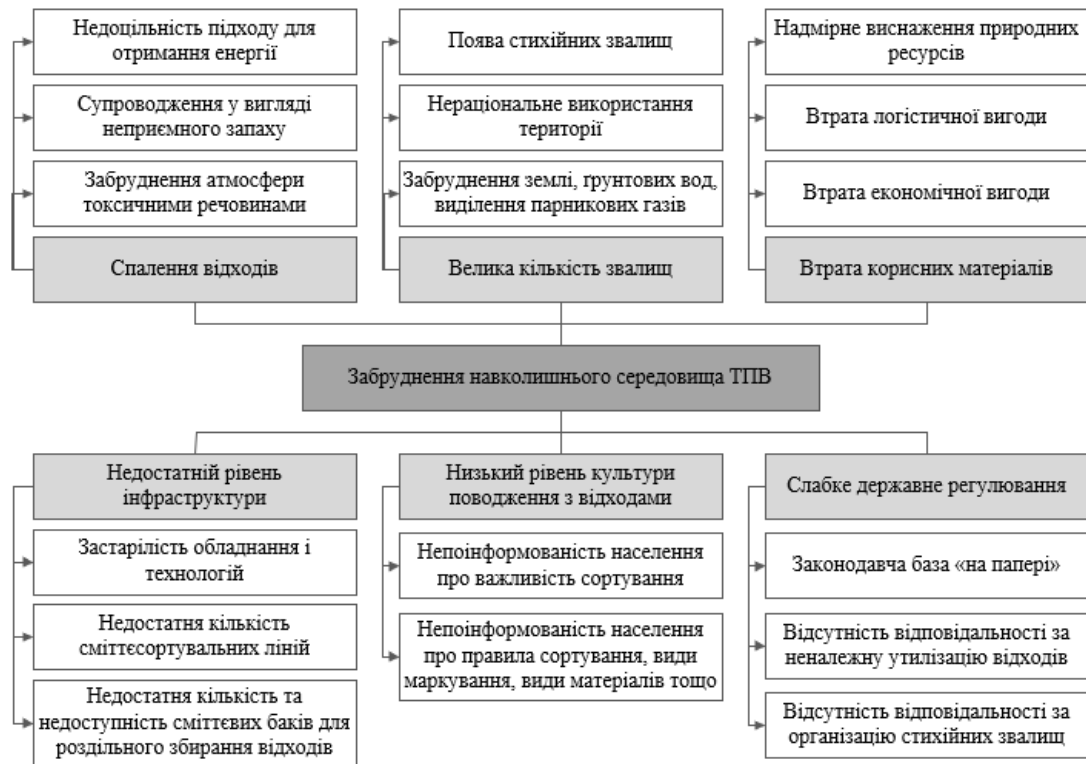 Недоцільність підходу для
отримання енергії
Супроводження у вигляді
неприємного запаху
Забруднення атмосфери
токсичними речовинами
Спалення відходів
Поява стихійних звалищ
Нераціональне використання
території
Забруднення землі, ґрунтових вод,
виділення парникових газів
Велика кількість звалищ
Надмірне виснаження природних
ресурсів
Втрата логістичної вигоди
Втрата економічної вигоди
Втрата корисних матеріалів
Забруднення навколишнього середовища ТПВ
Недостатній рівень
інфраструктури
Застарілість обладнання і
технологій
Недостатня кількість
сміттєсортувальних ліній
Недостатня кількість та
недоступність сміттєвих баків для
роздільного збирання відходів
Низький рівень культури
поводження з відходами
Непоінформованість населення
про важливість сортування
Непоінформованість населення
про правила сортування, види
маркування, види матеріалів тощо
Слабке державне регулювання
Законодавча база «на папері»
Відсутність відповідальності за
неналежну утилізацію відходів
Відсутність відповідальності за
організацію стихійних звалищ